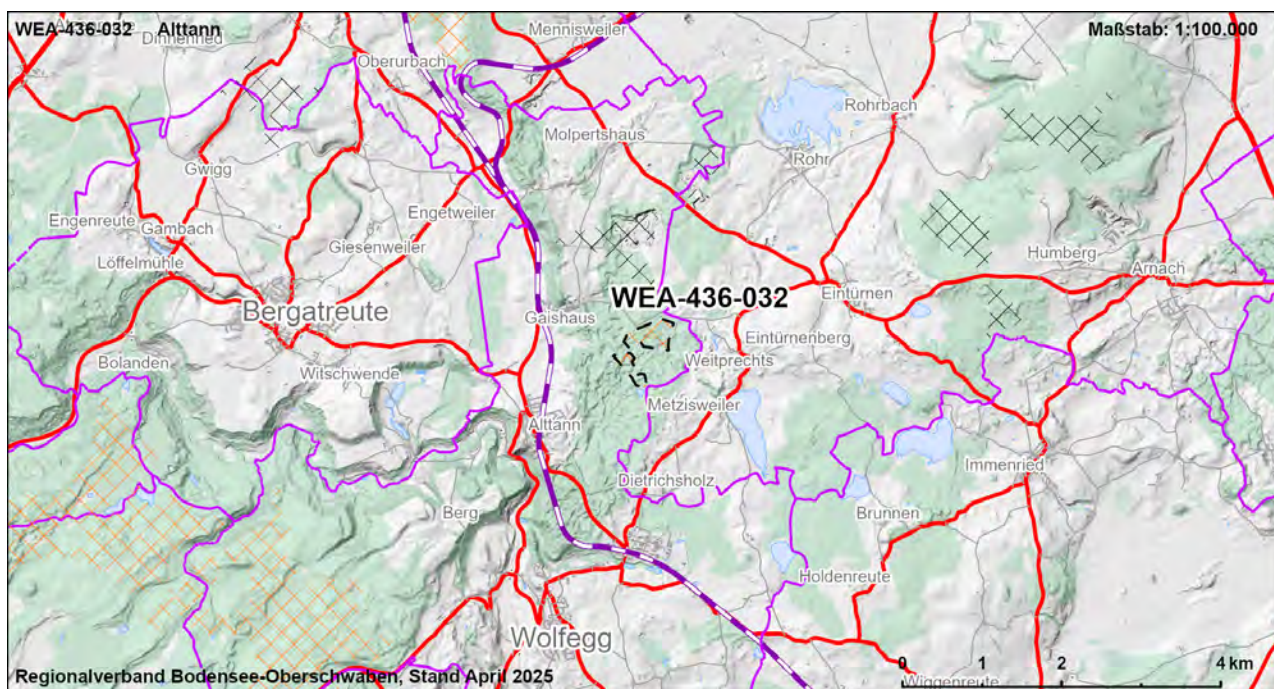 WEA-436-032 Alttann
Maßstab: 1:100.000
Mennisweiler
Dinnenried
Oberurbach
Rohrbach
Molpertshaus
Rohr
Gwigg
Engenreute
Gambach
Engetweiler
Giesenweiler
Löffelmühle
Humberg
Arnach
WEA-436-032
Eintürnen
Bergatreute
Gaishaus
Eintürnenberg
Weitprechts
Bolanden
Witschwende
Metzisweiler
Alttann
Immenried
Dietrichsholz
Berg
Brunnen
Holdenreute
Wolfegg
0 1 2 4 km
Wiggenreute
Regionalverband Bodensee-Oberschwaben, Stand April 2025